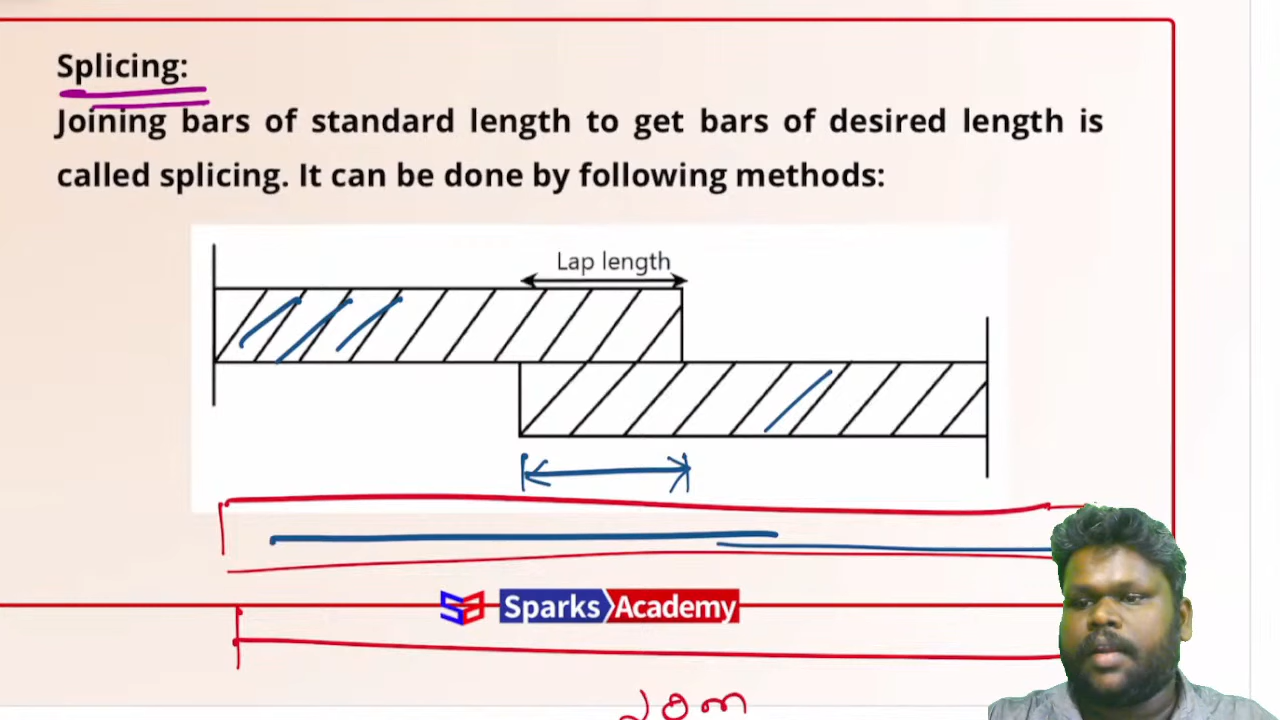 Splicing:
Joining bars of standard length to get bars of desired length is
called splicing. It can be done by following methods:
Lap length
Sparks Academy
20m